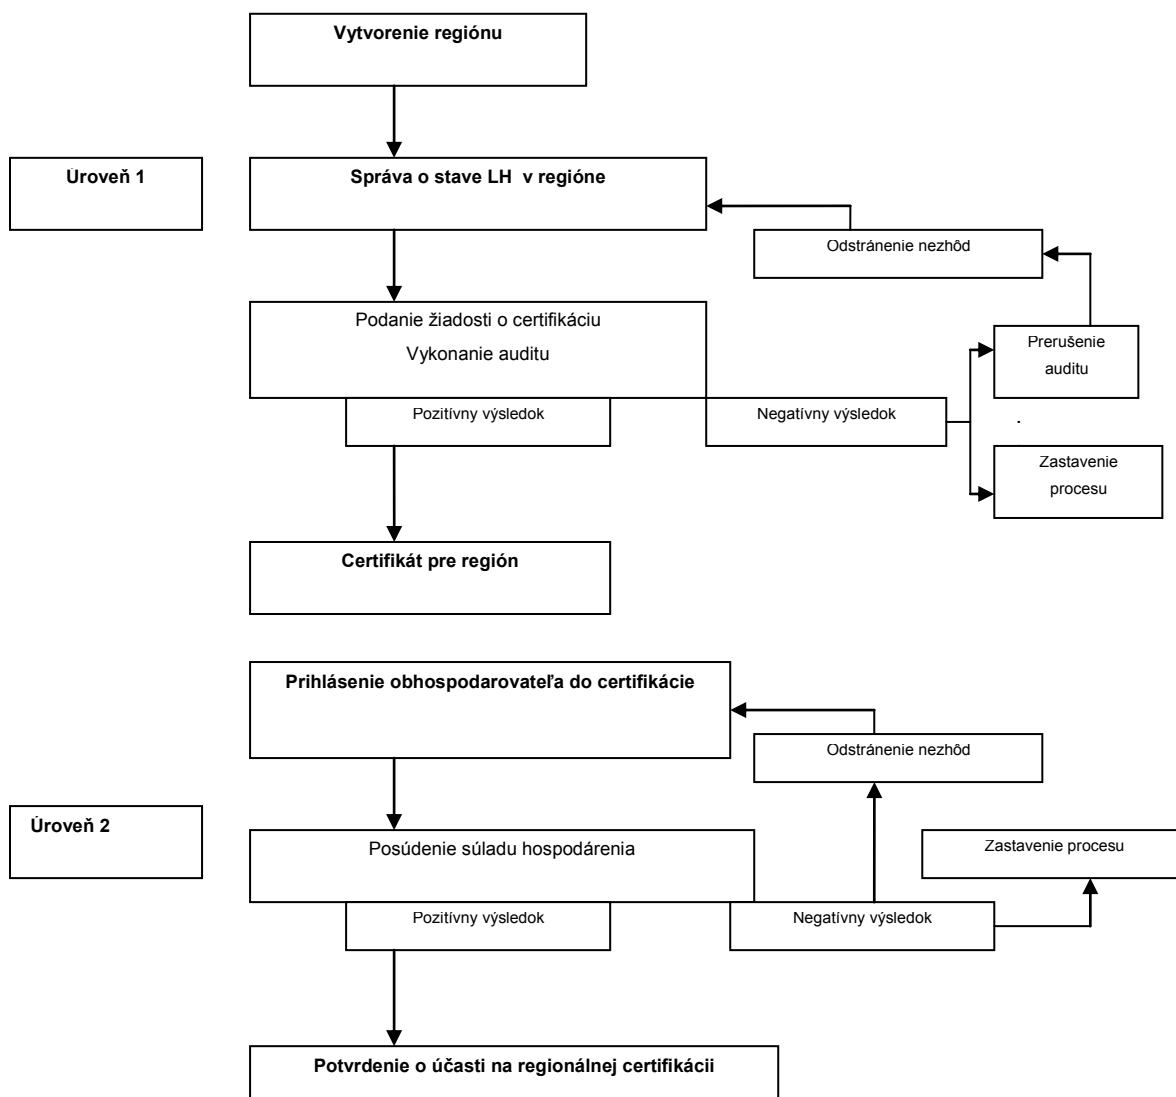 Vytvorenie regiónu
Úroveň 1
Správa o stave LH v regióne
Odstránenie nezhôd
Podanie žiadosti o certifikáciu
Vykonanie auditu
Prerušenie
auditu
Pozitívny výsledok
Negatívny výsledok
.
Zastavenie
procesu
Certifikát pre región
Prihlásenie obhospodarovateľa do certifikácie
Odstránenie nezhôd
Úroveň 2
Posúdenie súladu hospodárenia
Zastavenie procesu
Pozitívny výsledok
Negatívny výsledok
Potvrdenie o účasti na regionálnej certifikácii